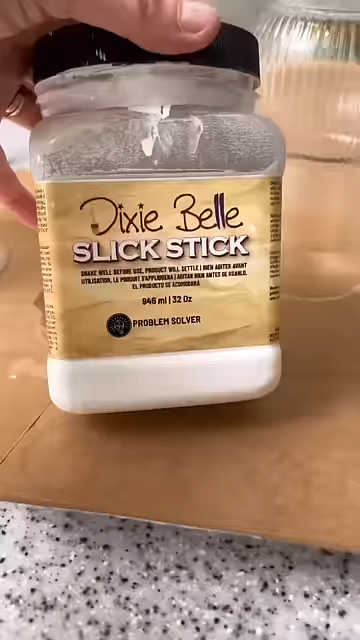 Dixie Belle
SLICK STICK
SHAKE WELL BEFORE USE, PRODUCT WILL SETTLE | BIEN AGITER AVANT
UTILISATION, LE PRODUIT S'APPLIQUERA | AGITAR BIEN ANTES DE USARLO,
EL PRODUCTO SE ACOMODARÁ
946 ml | 32 Oz
PROBLEM SOLVER